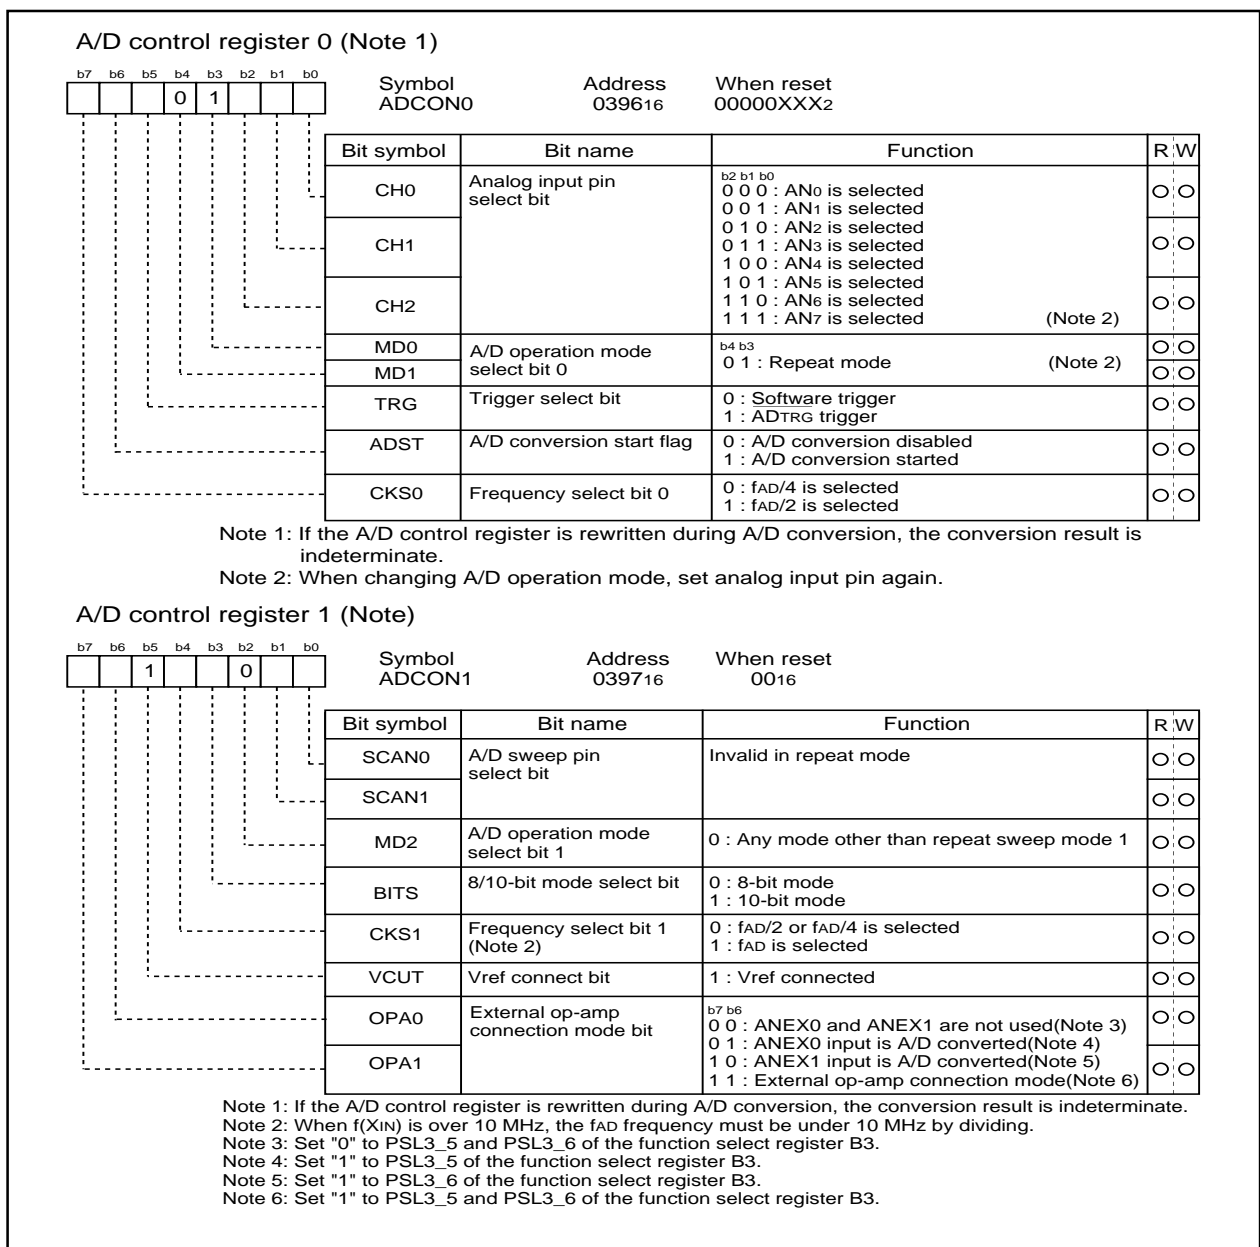 A/D control register 0 (Note 1)
b7 b6 b5 b4 b3 b2 b1 b0
0 1
Symbol Address When reset
ADCON0 039616 00000XXX2
Bit symbol Bit name Function R W
CH0 Analog input pin select bit
b2 b1 b0
0 0 0 : AN0 is selected
0 0 1 : AN1 is selected
0 1 0 : AN2 is selected
CH1 0 1 1 : AN3 is selected
1 0 0 : AN4 is selected
1 0 1 : AN5 is selected
CH2 1 1 0 : AN6 is selected
1 1 1 : AN7 is selected (Note 2)
MD0 A/D operation mode select bit 0
b4 b3
0 1 : Repeat mode (Note 2)
MD1
TRG Trigger select bit 0 : Software trigger
1 : ADTRG trigger
ADST A/D conversion start flag 0 : A/D conversion disabled
1 : A/D conversion started
CKS0 Frequency select bit 0 0 : fAD/4 is selected
1 : fAD/2 is selected
Note 1: If the A/D control register is rewritten during A/D conversion, the conversion result is
indeterminate.
Note 2: When changing A/D operation mode, set analog input pin again.
A/D control register 1 (Note)
b7 b6 b5 b4 b3 b2 b1 b0
1 0
Symbol Address When reset
ADCON1 039716 0016
Bit symbol Bit name Function R W
SCAN0 A/D sweep pin select bit Invalid in repeat mode
SCAN1
MD2 A/D operation mode select bit 1 0 : Any mode other than repeat sweep mode 1
BITS 8/10-bit mode select bit 0 : 8-bit mode
1 : 10-bit mode
CKS1 Frequency select bit 1 (Note 2) 0 : fAD/2 or fAD/4 is selected
1 : fAD is selected
VCUT Vref connect bit 1 : Vref connected
OPA0 External op-amp connection mode bit
b7 b6
0 0 : ANEX0 and ANEX1 are not used(Note 3)
0 1 : ANEX0 input is A/D converted(Note 4)
OPA1 1 0 : ANEX1 input is A/D converted(Note 5)
1 1 : External op-amp connection mode(Note 6)
Note 1: If the A/D control register is rewritten during A/D conversion, the conversion result is indeterminate.
Note 2: When f(XIN) is over 10 MHz, the fAD frequency must be under 10 MHz by dividing.
Note 3: Set "0" to PSL3_5 and PSL3_6 of the function select register B3.
Note 4: Set "1" to PSL3_5 of the function select register B3.
Note 5: Set "1" to PSL3_6 of the function select register B3.
Note 6: Set "1" to PSL3_5 and PSL3_6 of the function select register B3.